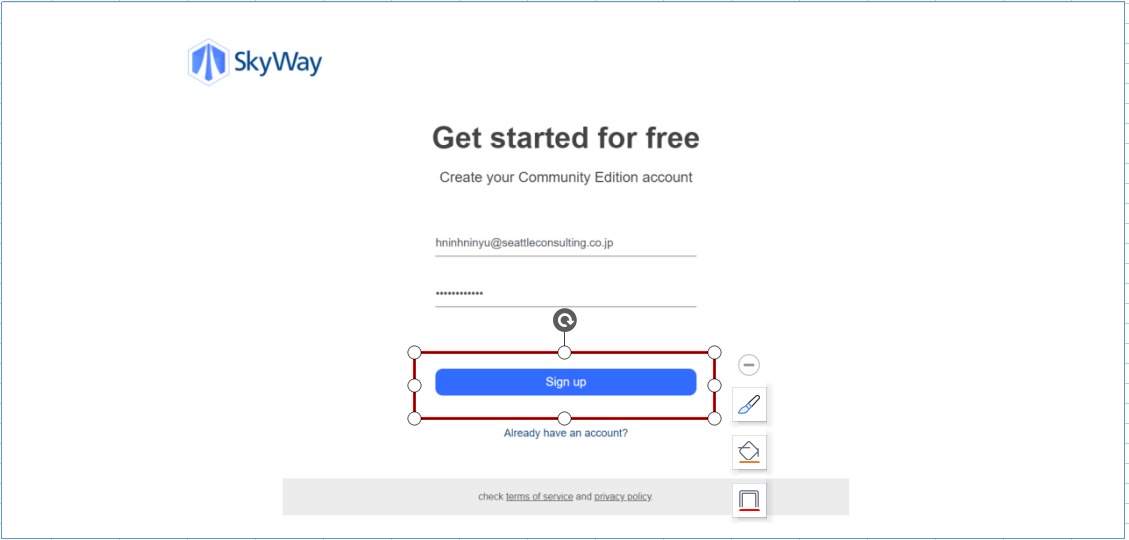 SkyWay
Get started for free
Create your Community Edition account
hninhninyu@seattleconsulting.co.jp
••••••••••••
Sign up
Already have an account?
check terms of service and privacy policy.